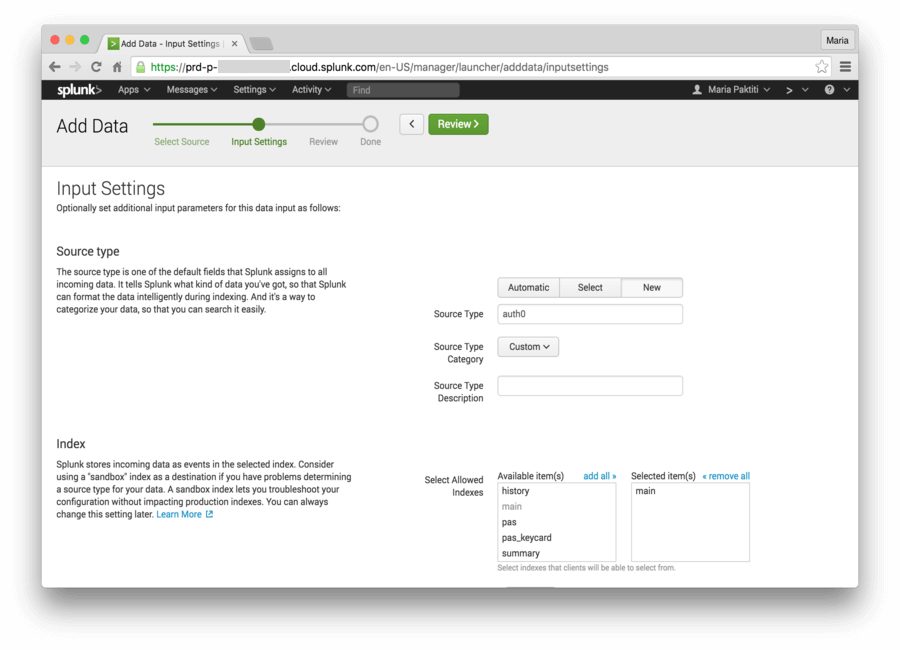 Add Data - Input Settings
Maria
https://prd-p-
.cloud.splunk.com/en-US/manager/launcher/adddata/inputsettings
splunk>
Apps
Messages
Settings
Activity
Find
Maria Paktiti
Add Data
Select Source
Input Settings
Review
Done
Review
Input Settings
Optionally set additional input parameters for this data input as follows:
Source type
The source type is one of the default fields that Splunk assigns to all
incoming data. It tells Splunk what kind of data you've got, so that Splunk
can format the data intelligently during indexing. And it's a way to
categorize your data, so that you can search it easily.
Automatic
Select
New
Source Type
auth0
Source Type
Category
Custom
Source Type
Description
Index
Splunk stores incoming data as events in the selected index. Consider
using a "sandbox" index as a destination if you have problems determining
a source type for your data. A sandbox index lets you troubleshoot your
configuration without impacting production indexes. You can always
change this setting later. Learn More
Select Allowed
Indexes
Available item(s)
add all »
history
main
pas
pas_keycard
summary
Selected item(s)
« remove all
main
Select indexes that clients will be able to select from.